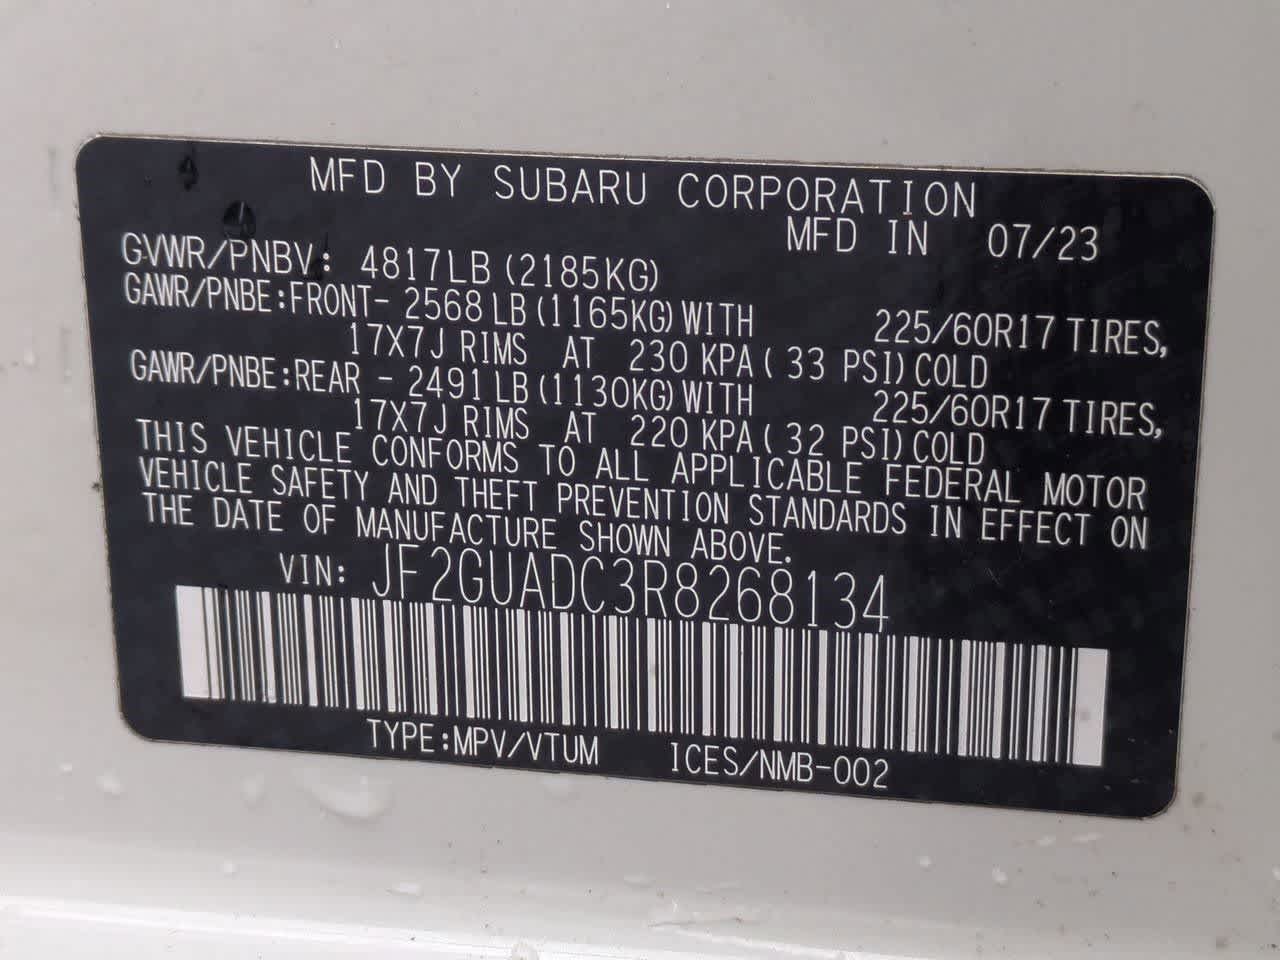 MFD BY SUBARU CORPORATION
MFD IN 07/23
GVWR/PNBV: 4817LB (2185KG)
GAWR/PNBE:FRONT- 2568 LB (1165KG) WITH 225/60R17 TIRES,
17X7J RIMS AT 230 KPA ( 33 PSI) COLD
GAWR/PNBE:REAR - 2491 LB (1130KG) WITH 225/60R17 TIRES,
17X7J RIMS AT 220 KPA ( 32 PSI) COLD
THIS VEHICLE CONFORMS TO ALL APPLICABLE FEDERAL MOTOR
VEHICLE SAFETY AND THEFT PREVENTION STANDARDS IN EFFECT ON
THE DATE OF MANUFACTURE SHOWN ABOVE.
VIN: JF2GUADC3R8268134
TYPE:MPV/VTUM ICES/NMB-002